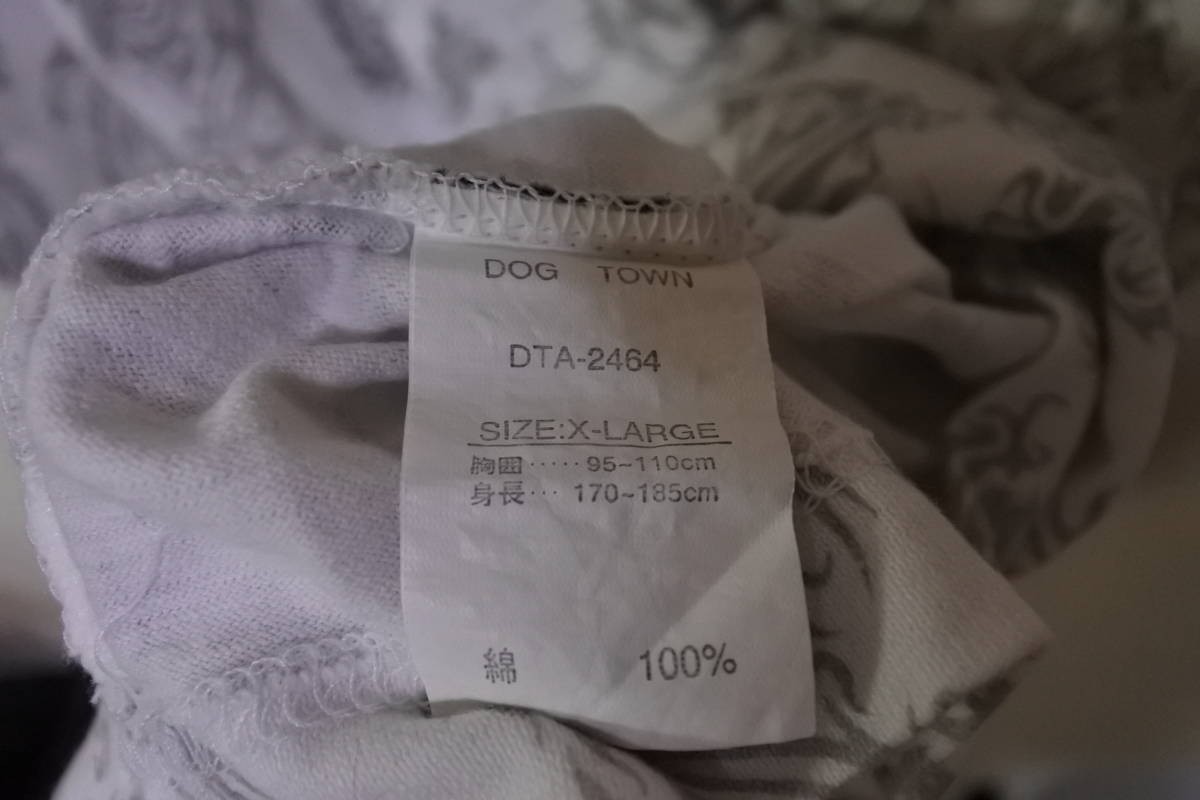 DOG TOWN
DTA-2464
SIZE:X-LARGE
胸囲‥‥‥95~110cm
身長‥‥170~185cm
綿 100%